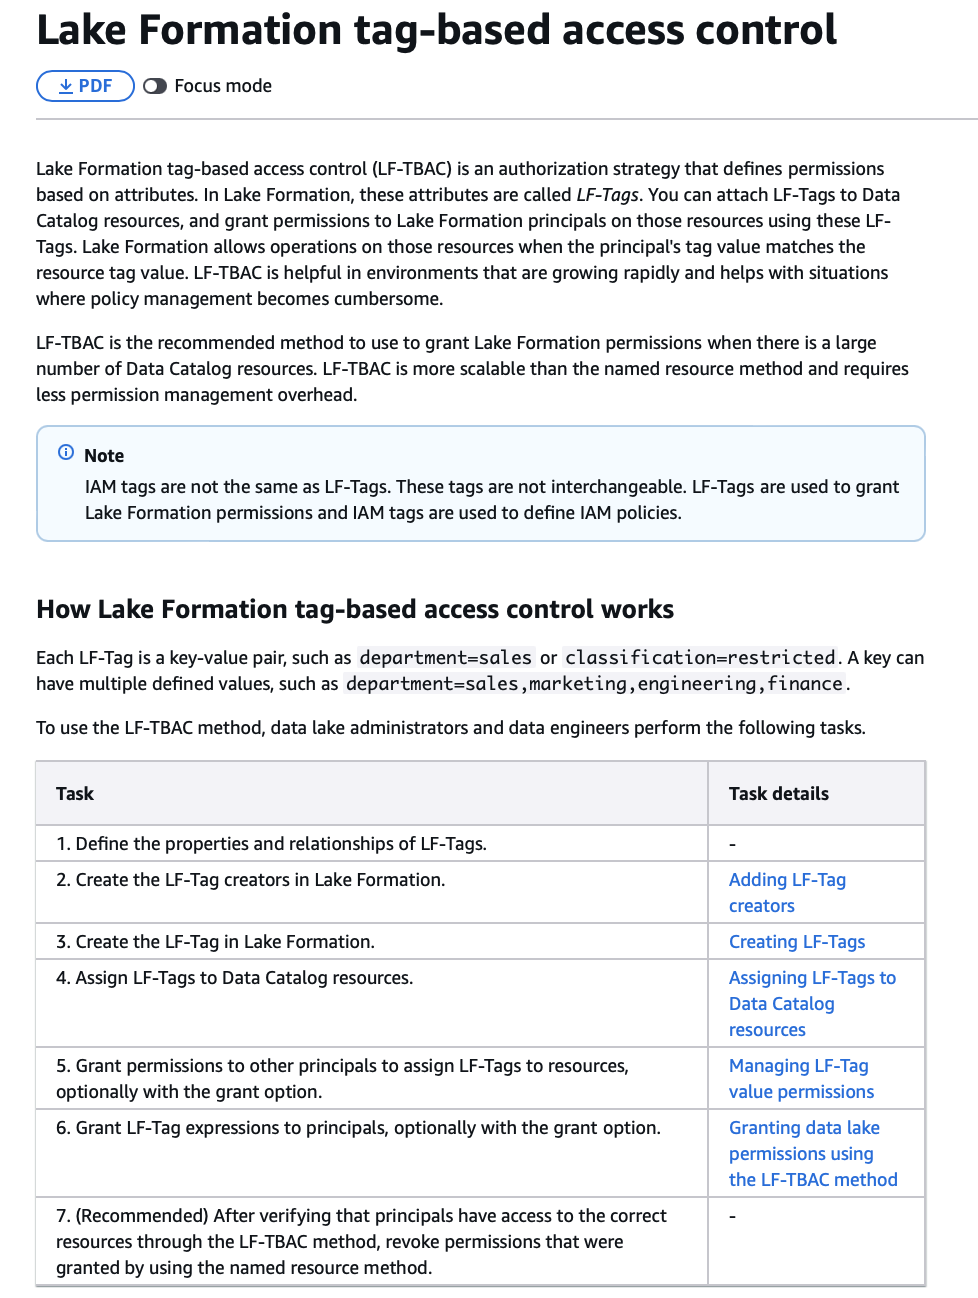 Lake Formation tag-based access control
PDF Focus mode
Lake Formation tag-based access control (LF-TBAC) is an authorization strategy that defines permissions
based on attributes. In Lake Formation, these attributes are called LF-Tags. You can attach LF-Tags to Data
Catalog resources, and grant permissions to Lake Formation principals on those resources using these LF-
Tags. Lake Formation allows operations on those resources when the principal's tag value matches the
resource tag value. LF-TBAC is helpful in environments that are growing rapidly and helps with situations
where policy management becomes cumbersome.
LF-TBAC is the recommended method to use to grant Lake Formation permissions when there is a large
number of Data Catalog resources. LF-TBAC is more scalable than the named resource method and requires
less permission management overhead.
Note
IAM tags are not the same as LF-Tags. These tags are not interchangeable. LF-Tags are used to grant
Lake Formation permissions and IAM tags are used to define IAM policies.
How Lake Formation tag-based access control works
Each LF-Tag is a key-value pair, such as department=sales or classification=restricted. A key can
have multiple defined values, such as department=sales,marketing,engineering,finance.
To use the LF-TBAC method, data lake administrators and data engineers perform the following tasks.
Task
Task details
1. Define the properties and relationships of LF-Tags.
-
2. Create the LF-Tag creators in Lake Formation.
Adding LF-Tag
creators
3. Create the LF-Tag in Lake Formation.
Creating LF-Tags
4. Assign LF-Tags to Data Catalog resources.
Assigning LF-Tags to
Data Catalog
resources
5. Grant permissions to other principals to assign LF-Tags to resources,
optionally with the grant option.
Managing LF-Tag
value permissions
6. Grant LF-Tag expressions to principals, optionally with the grant option.
Granting data lake
permissions using
the LF-TBAC method
7. (Recommended) After verifying that principals have access to the correct
resources through the LF-TBAC method, revoke permissions that were
granted by using the named resource method.
-